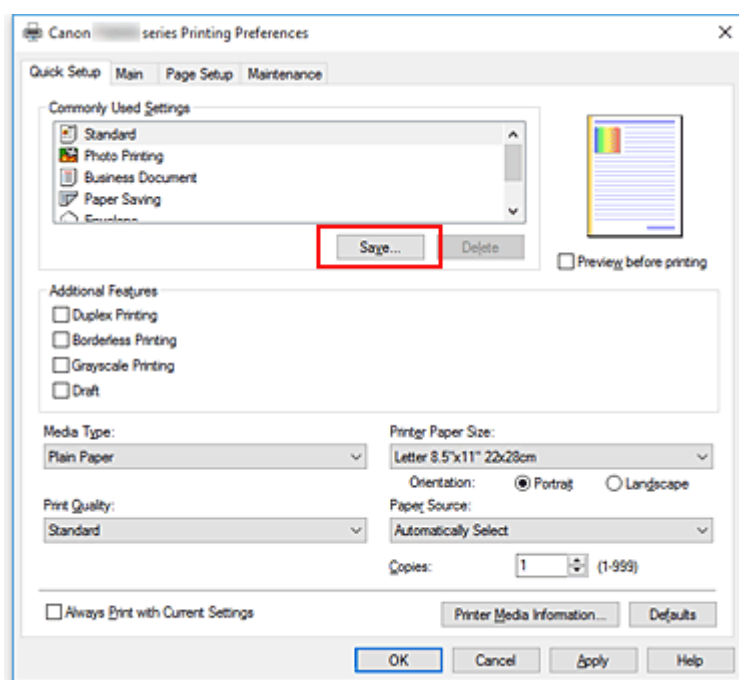 Canon series Printing Preferences
Quick Setup Main Page Setup Maintenance
Commonly Used Settings
Standard
Photo Printing
Business Document
Paper Saving
Envelope
Save... Delete
Preview before printing
Additional Features
Duplex Printing
Borderless Printing
Grayscale Printing
Draft
Media Type: Printer Paper Size:
Plain Paper Letter 8.5"x11" 22x28cm
Orientation: Portrait Landscape
Print Quality: Paper Source:
Standard Automatically Select
Copies: 1 (1-999)
Always Print with Current Settings Printer Media Information... Defaults
OK Cancel Apply Help